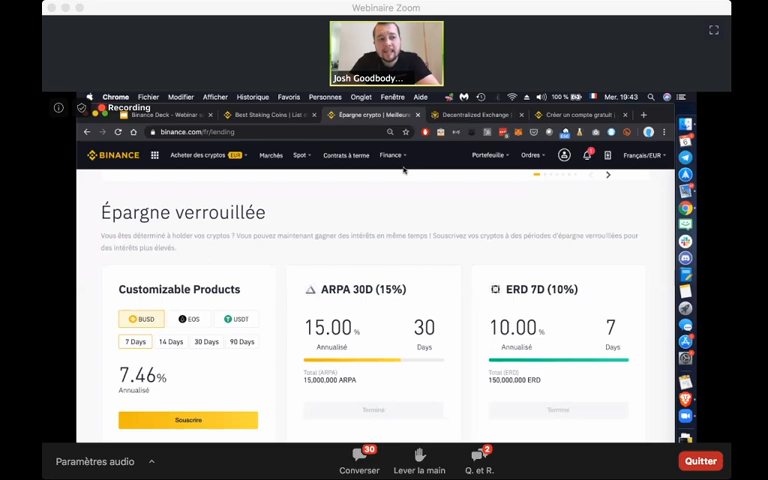 Webinaire Zoom
Josh Goodbody...
Chrome Fichier Modifier Afficher Historique Favoris Personnes Onglet Fenêtre Aide 100 % Mer. 19:43
Recording
Binance Deck - Webinar Best Staking Coins | List o Épargne verrouillée | Meilleur Decentralized Exchange Créer un compte gratuit
binance.com/fr/lending
BINANCE Acheter des cryptos EUR Marchés Spot Contrats à terme Finance Portefeuille Ordres Français/EUR
Épargne verrouillée
Vous êtes déterminé à holder vos cryptos ? Vous pouvez maintenant gagner des intérêts en même temps ! Souscrivez vos cryptos à des périodes d'épargne verrouillées pour
des intérêts plus élevés.
Customizable Products
BUSD EOS USDT
7 Days 14 Days 30 Days 90 Days
7.46%
Annualisé
Souscrire
ARPA 30D (15%)
15.00 % 30
Annualisé Days
Total (ARPA)
15,000,000 ARPA
Terminé
ERD 7D (10%)
10.00 % 7
Annualisé Days
Total (ERD)
150,000,000 ERD
Terminé
Paramètres audio
30
Converser
Lever la main
2
Q. et R.
Quitter